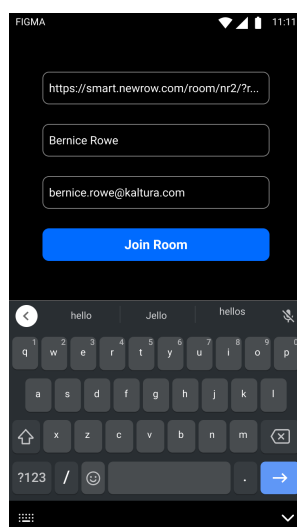 FIGMA 11:11
https://smart.newrow.com/room/nr2/?r...
Bernice Rowe
bernice.rowe@kaltura.com
Join Room
hello Jello hellos
1 2 3 4 5 6 7 8 9 0
q w e r t y u i o p
a s d f g h j k l
x z c v b n m
?123 / .